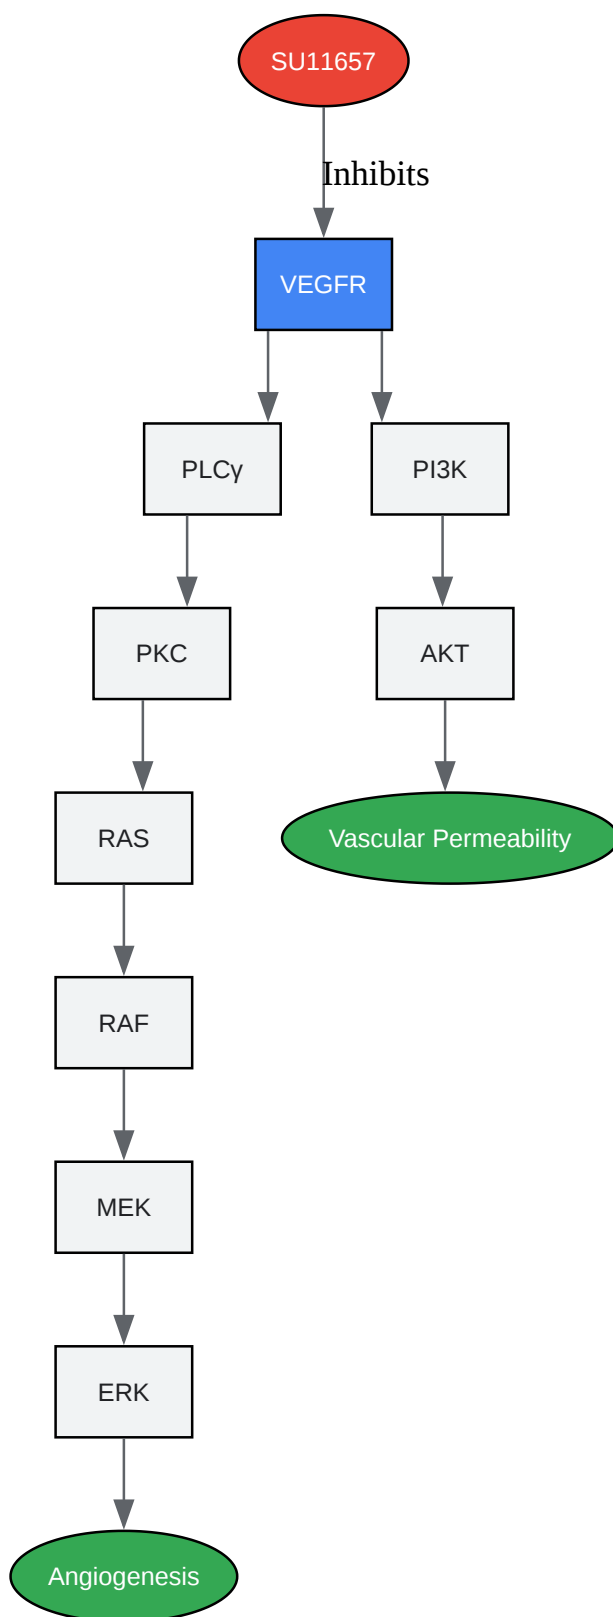 SU11657
Inhibits
VEGFR
PLCγ
PI3K
PKC
AKT
RAS
Vascular Permeability
RAF
MEK
ERK
Angiogenesis